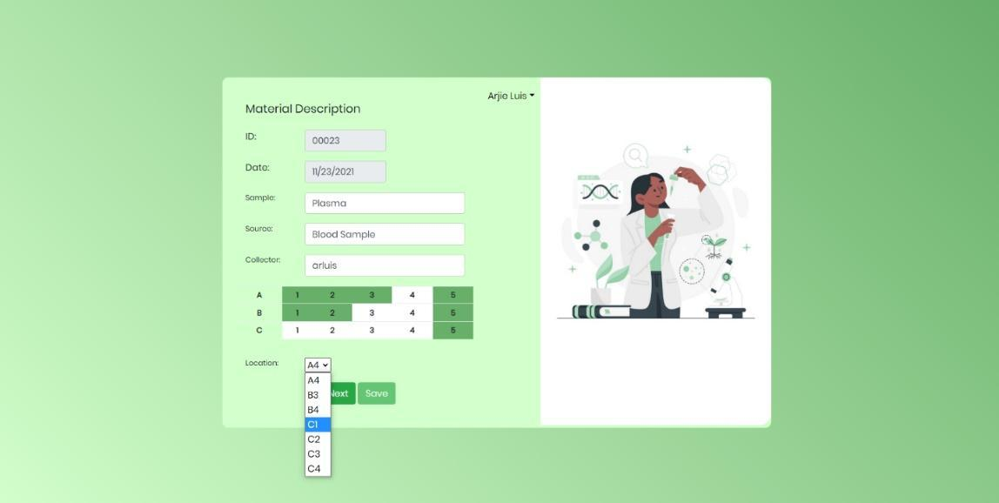 Arjie Luis
Material Description
ID: 00023
Date: 11/23/2021
Sample: Plasma
Source: Blood Sample
Collector: arluis
A 1 2 3 4 5
B 1 2 3 4 5
C 1 2 3 4 5
Location: A4
A4
B3
B4
C1
C2
C3
C4
Next Save